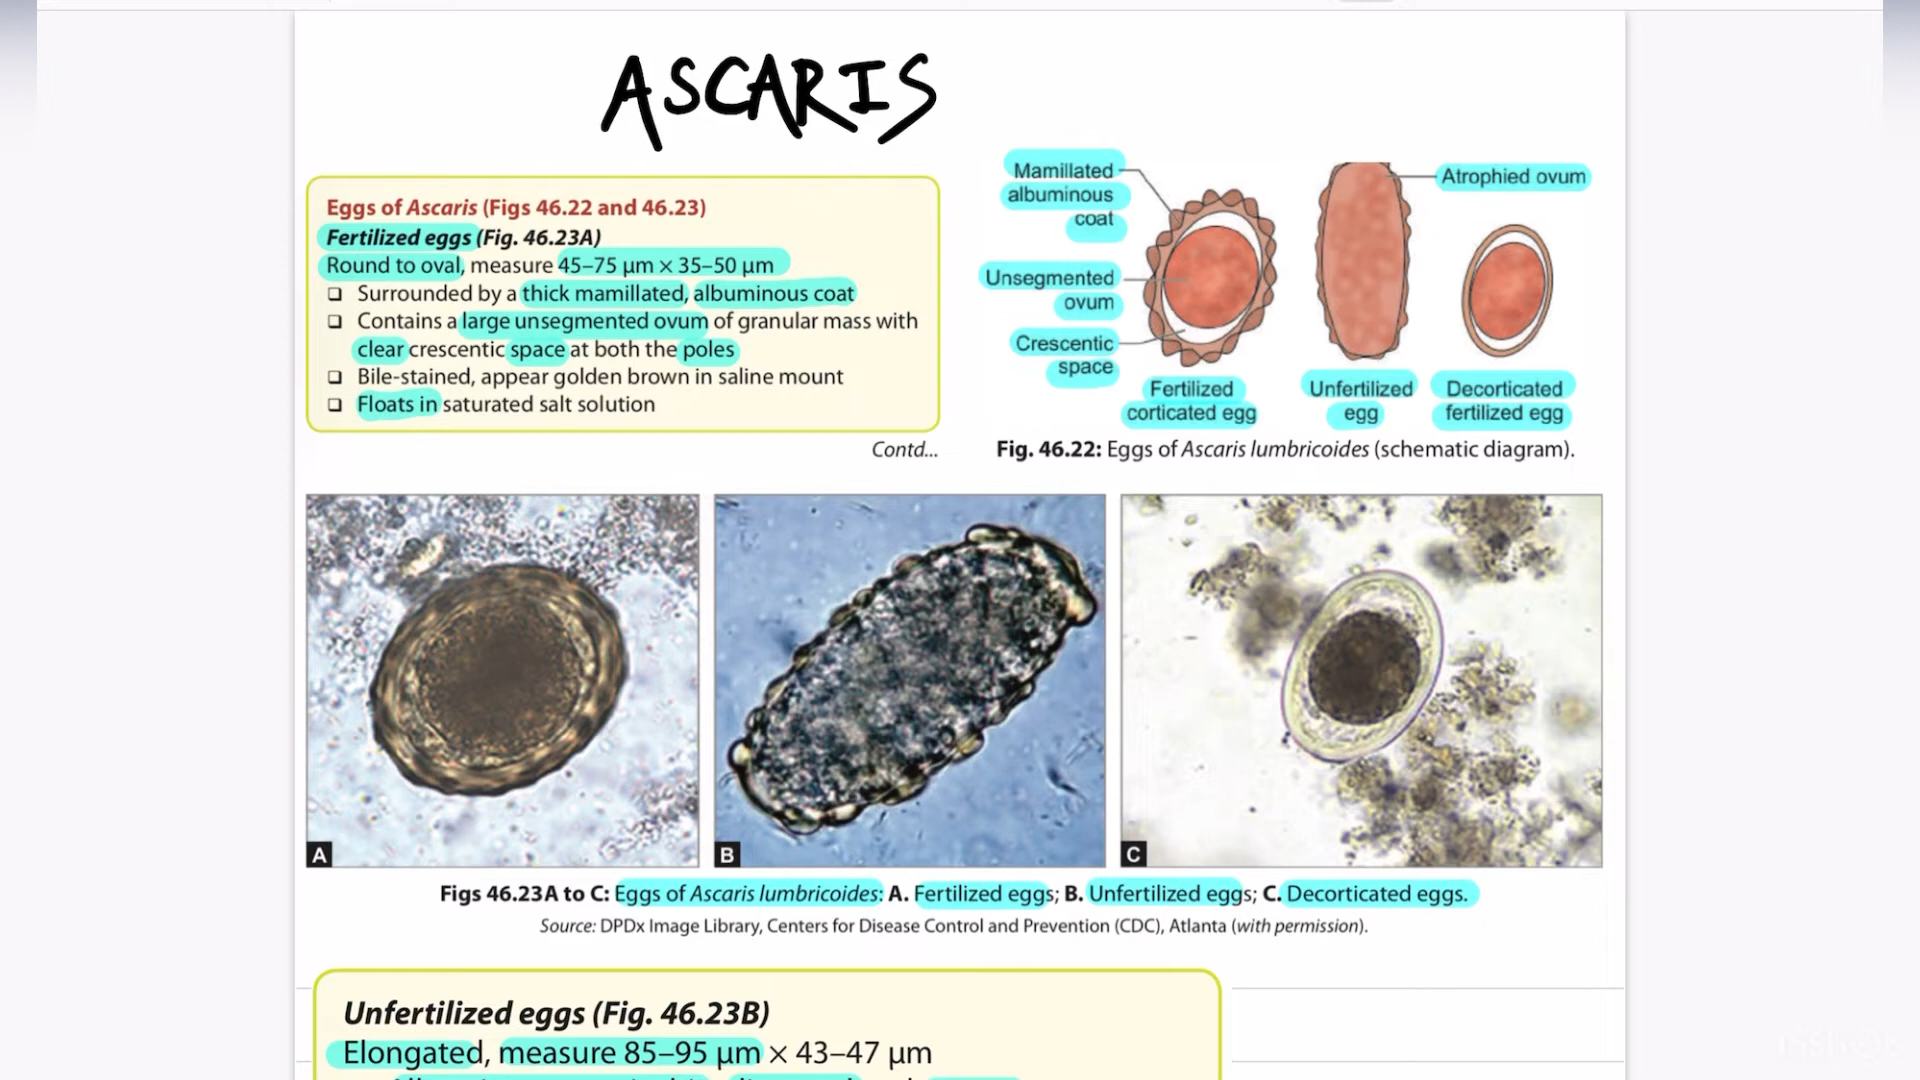 ASCARIS
Eggs of Ascaris (Figs 46.22 and 46.23)
Fertilized eggs (Fig. 46.23A)
Round to oval, measure 45–75 µm × 35–50 µm
❑ Surrounded by a thick mamillated, albuminous coat
❑ Contains a large unsegmented ovum of granular mass with
clear crescentic space at both the poles
❑ Bile-stained, appear golden brown in saline mount
❑ Floats in saturated salt solution
Contd...
Mamillated
albuminous
coat
Unsegmented
ovum
Crescentic
space
Atrophied ovum
Fertilized
corticated egg
Unfertilized
egg
Decorticated
fertilized egg
Fig. 46.22: Eggs of Ascaris lumbricoides (schematic diagram).
A
B
C
Figs 46.23A to C: Eggs of Ascaris lumbricoides: A. Fertilized eggs; B. Unfertilized eggs; C. Decorticated eggs.
Source: DPDx Image Library, Centers for Disease Control and Prevention (CDC), Atlanta (with permission).
Unfertilized eggs (Fig. 46.23B)
Elongated, measure 85–95 µm × 43–47 µm